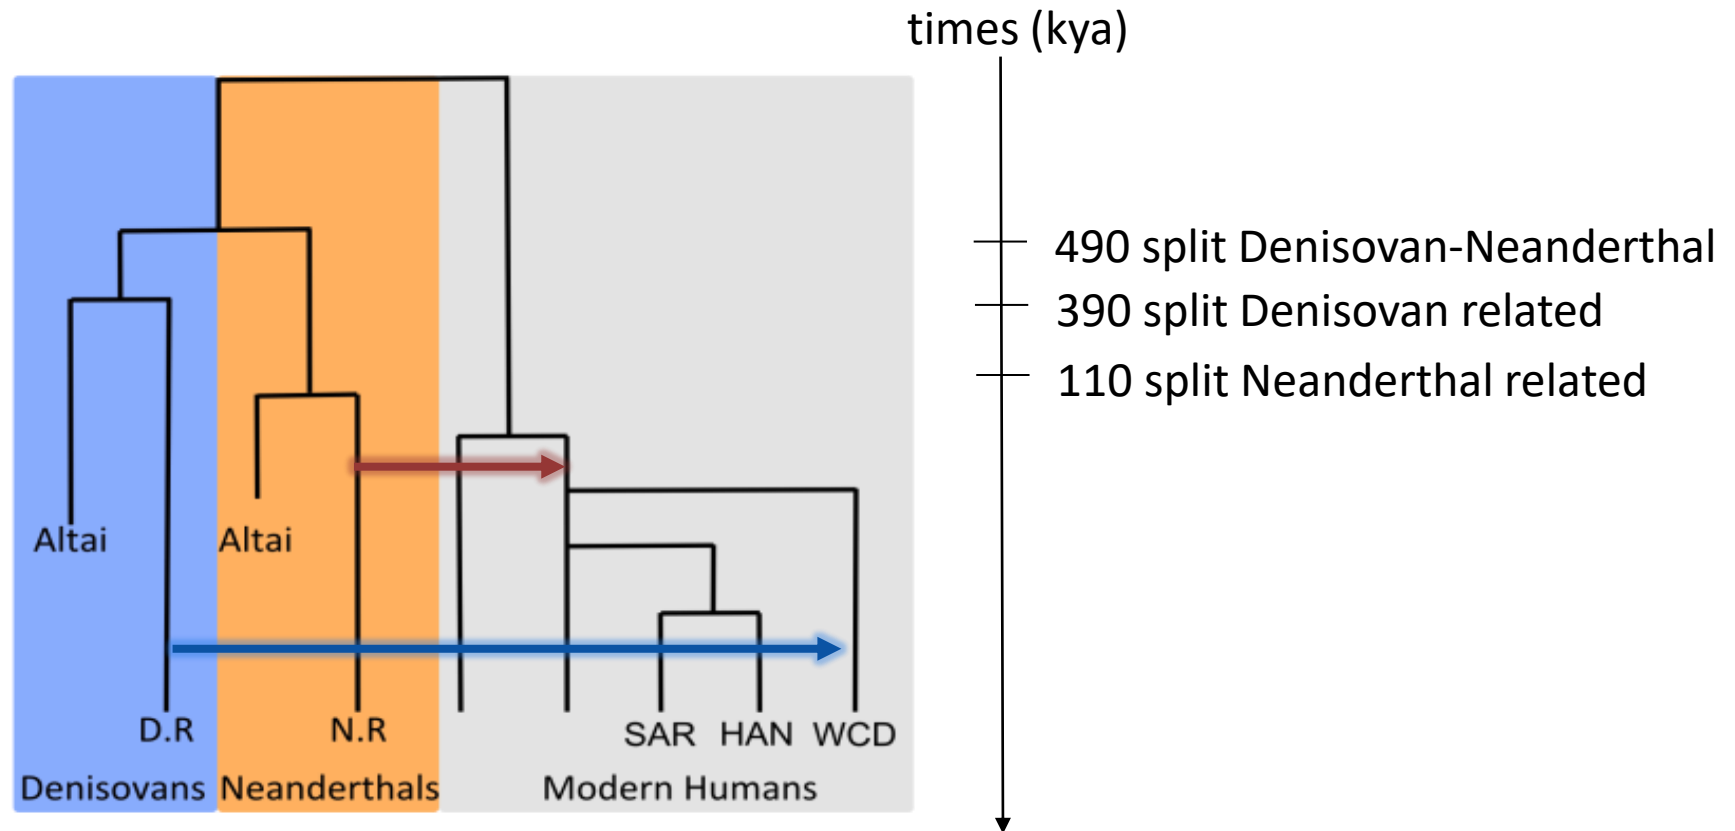 times (kya)
490 split Denisovan-Neanderthal
390 split Denisovan related
110 split Neanderthal related
Altai
Altai
D.R
N.R
SAR
HAN
WCD
Denisovans
Neanderthals
Modern Humans